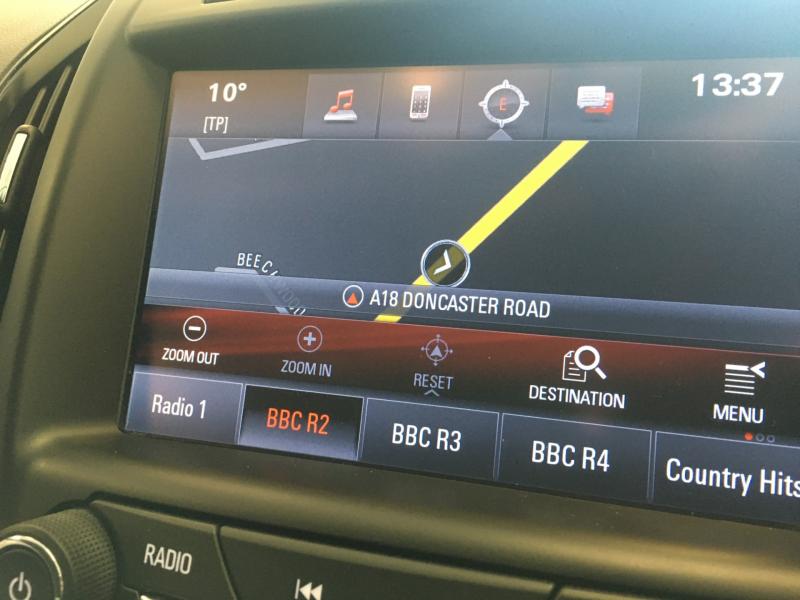 10°
[TP]
E
13:37
A18 DONCASTER ROAD
ZOOM OUT
ZOOM IN
RESET
DESTINATION
MENU
Radio 1
BBC R2
BBC R3
BBC R4
Country Hits
RADIO